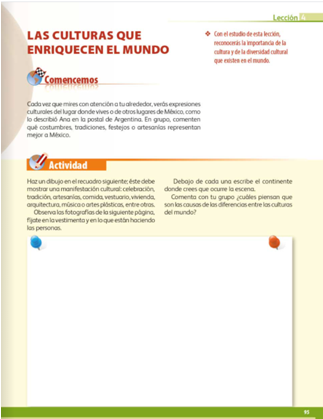 Lección 4
LAS CULTURAS QUE
ENRIQUECEN EL MUNDO
Con el estudio de esta lección,
reconocerás la importancia de la
cultura y de la diversidad cultural
que existen en el mundo.
Comencemos
Cada vez que mires con atención a tu alrededor, verás expresiones
culturales del lugar donde vives o de otros lugares de México, como
lo describió Ana en la postal de Argentina. En grupo, comenten
qué costumbres, tradiciones, festejos o artesanías representan
mejor a México.
Actividad
Haz un dibujo en el recuadro siguiente; éste debe
mostrar una manifestación cultural: celebración,
tradición, artesanías, comida, vestuario, vivienda,
arquitectura, música o artes plásticas, entre otras.
Observa las fotografías de la siguiente página,
fíjate en la vestimenta y en lo que están haciendo
las personas.
Debajo de cada una escribe el continente
donde crees que ocurre la escena.
Comenta con tu grupo ¿cuáles piensan que
son las causas de las diferencias entre las culturas
del mundo?